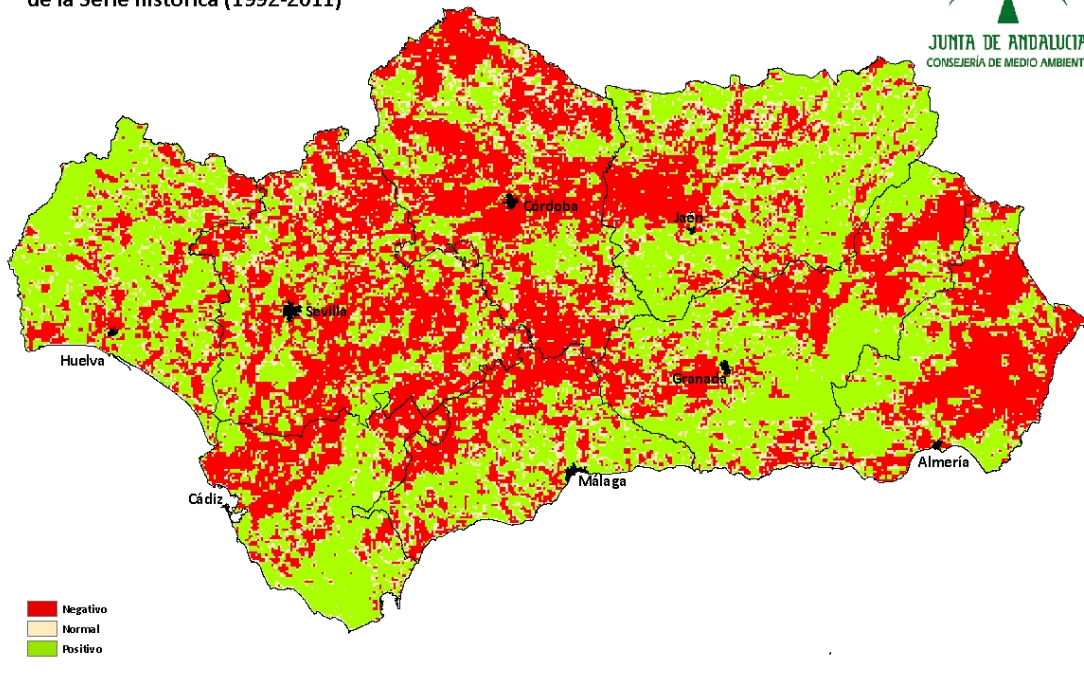 de la Serie histórica (1992-2011)
JUNTA DE ANDALUCIA
CONSEJERÍA DE MEDIO AMBIENT
Córdoba
Jaén
Sevilla
Huelva
Granada
Almería
Málaga
Cádiz
Negativo
Normal
Positivo